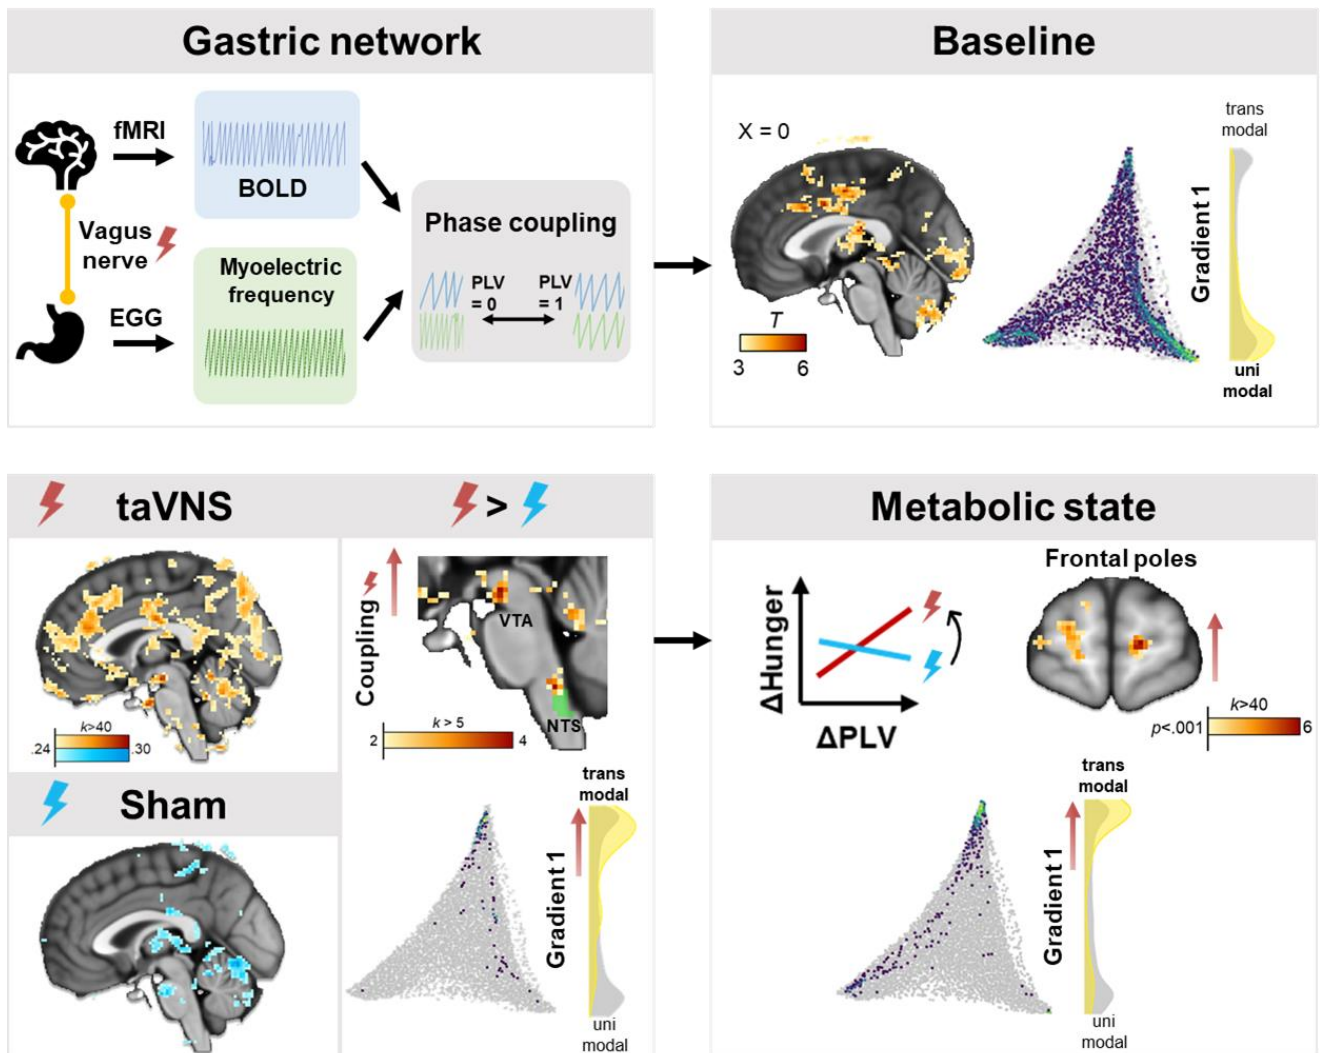 Gastric network
fMRI
BOLD
Vagus
nerve
Myoelectric
frequency
EGG
Phase coupling
PLV
= 0
PLV
= 1
Baseline
X = 0
T
3
6
trans
modal
Gradient 1
uni
modal
taVNS
k>40
.24
.30
Sham
>
Coupling
VTA
NTS
k > 5
2
4
trans
modal
Gradient 1
uni
modal
Metabolic state
ΔHunger
ΔPLV
Frontal poles
k>40
p<.001
6
trans
modal
Gradient 1
uni
modal